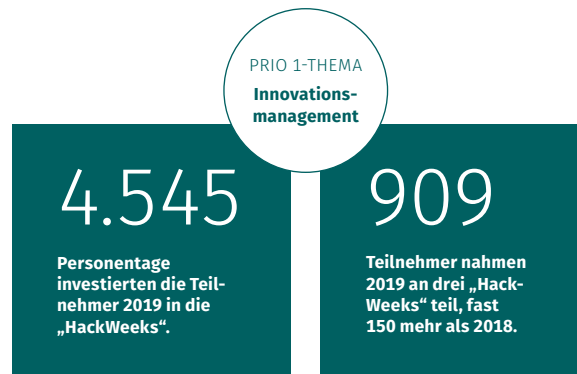 PRIO 1-THEMA
Innovations-
management
4.545
Personentage
investierten die Teil-
nehmer 2019 in die
„HackWeeks“.
909
Teilnehmer nahmen
2019 an drei „Hack-
Weeks“ teil, fast
150 mehr als 2018.